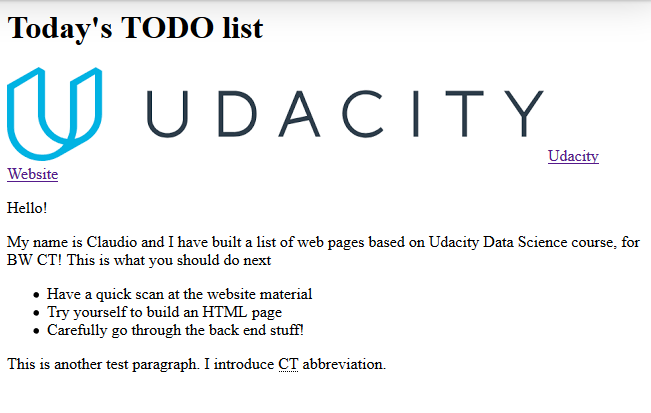 Today's TODO list
UDACITY
Udacity
Website
Hello!
My name is Claudio and I have built a list of web pages based on Udacity Data Science course, for
BW CT! This is what you should do next
Have a quick scan at the website material
Try yourself to build an HTML page
Carefully go through the back end stuff!
This is another test paragraph. I introduce CT abbreviation.